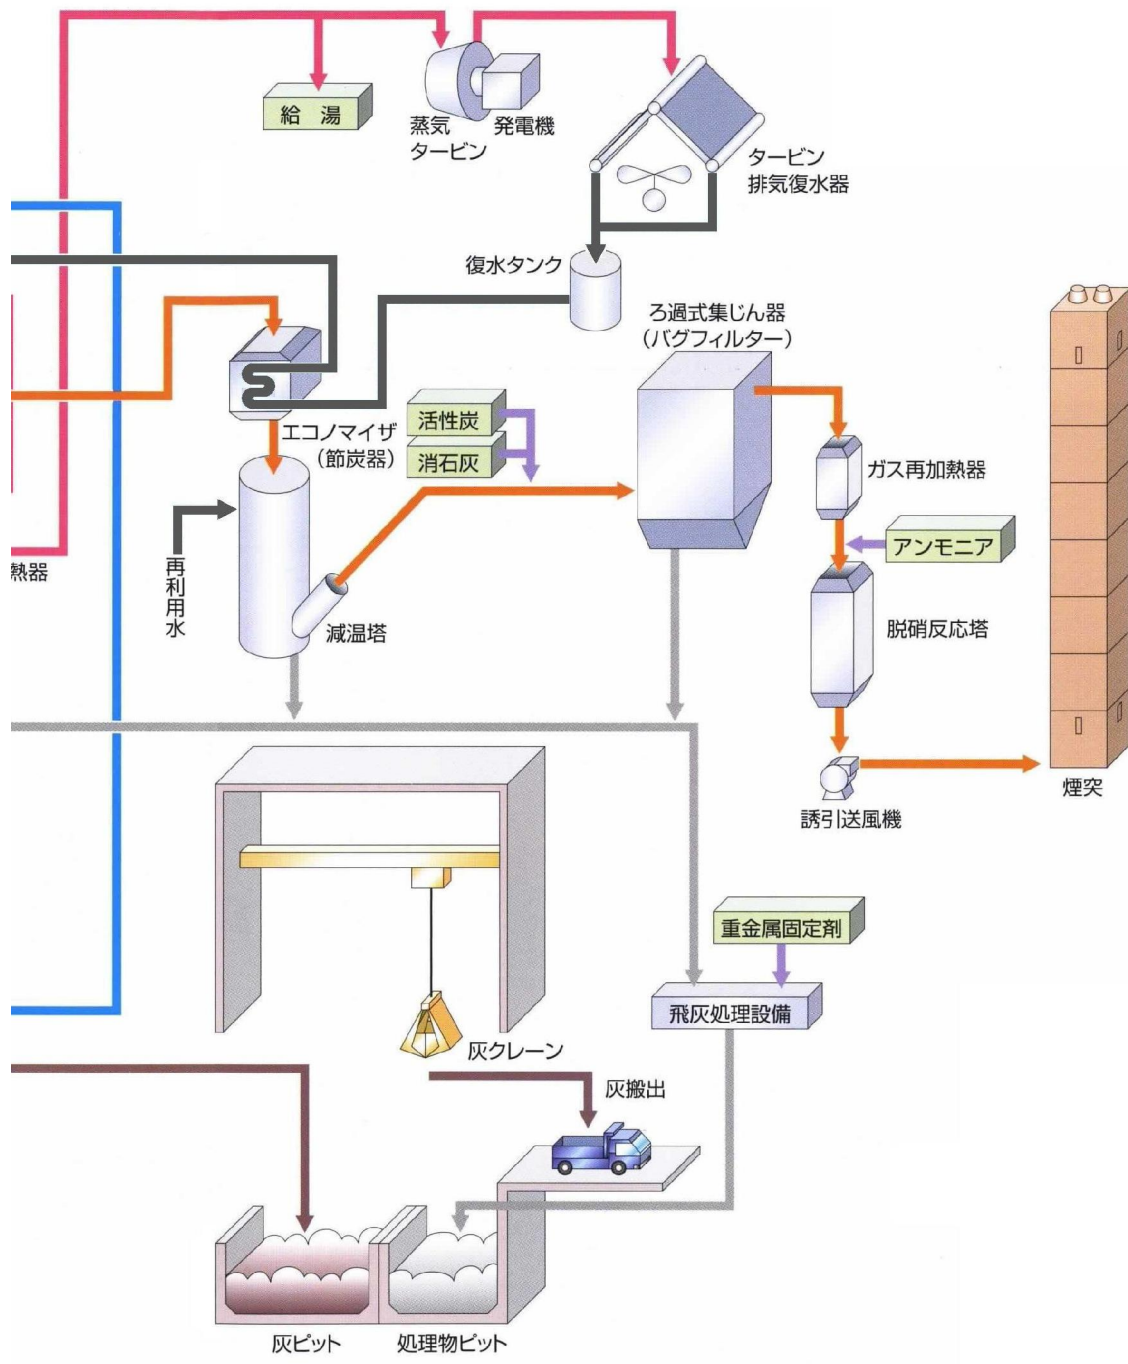 給 湯
蒸気
タービン
発電機
タービン
排気復水器
復水タンク
ろ過式集じん器
(バグフィルター)
エコノマイザ
(節炭器)
活性炭
消石灰
ガス再加熱器
アンモニア
熱器
再利用水
減温塔
脱硝反応塔
煙突
誘引送風機
重金属固定剤
飛灰処理設備
灰クレーン
灰搬出
灰ピット
処理物ピット